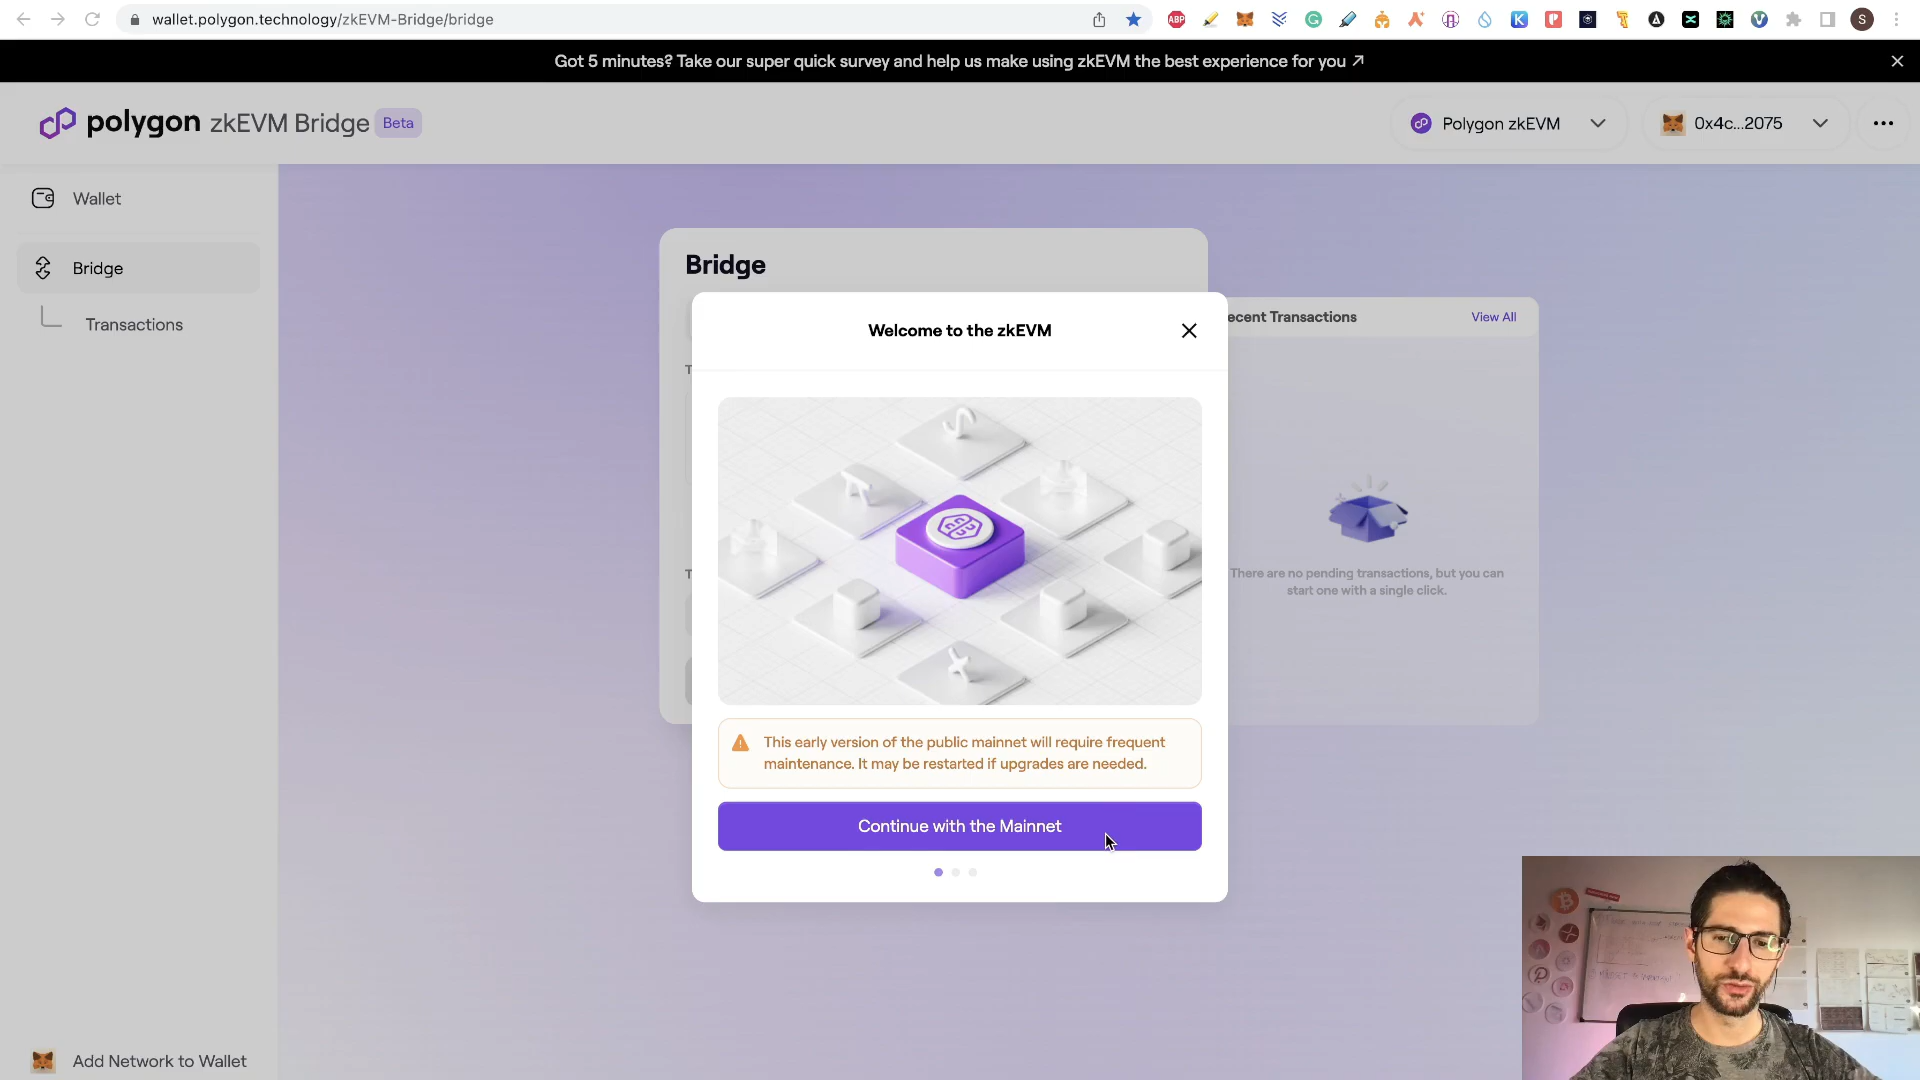 wallet.polygon.technology/zkEVM-Bridge/bridge
ABP
S
Got 5 minutes? Take our super quick survey and help us make using zkEVM the best experience for you ↗
polygon zkEVM Bridge Beta
Polygon zkEVM
0x4c...2075
Wallet
Bridge
Transactions
Bridge
Welcome to the zkEVM
ecent Transactions
View All
T
T
There are no pending transactions, but you can
start one with a single click.
This early version of the public mainnet will require frequent
maintenance. It may be restarted if upgrades are needed.
Continue with the Mainnet
Add Network to Wallet